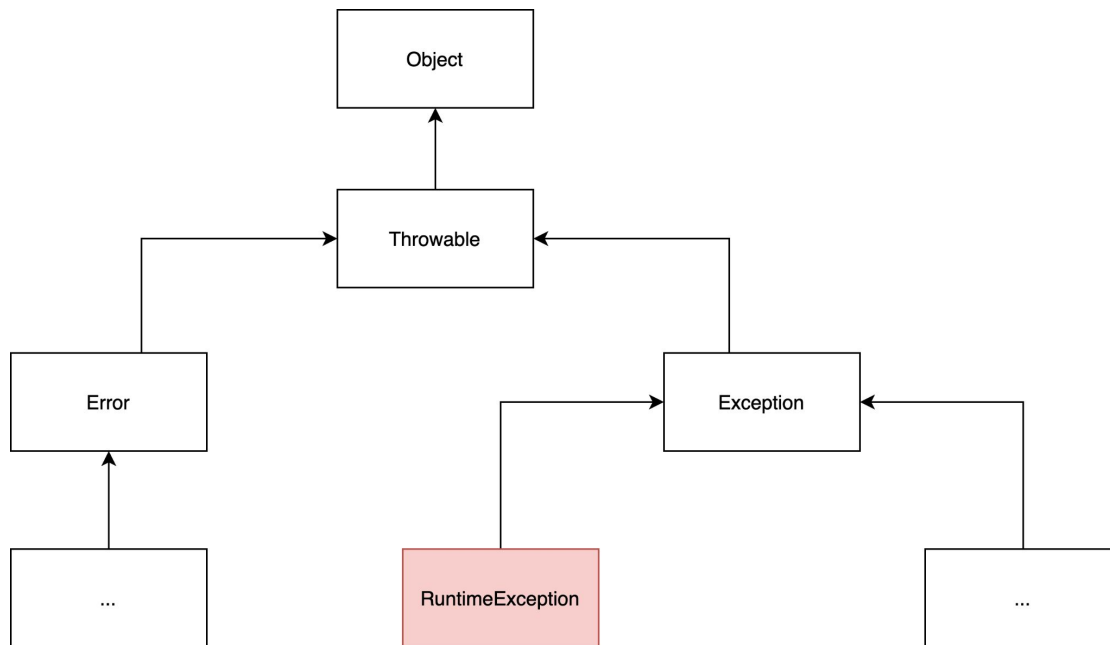 Object
Throwable
Error
Exception
...
RuntimeException
...